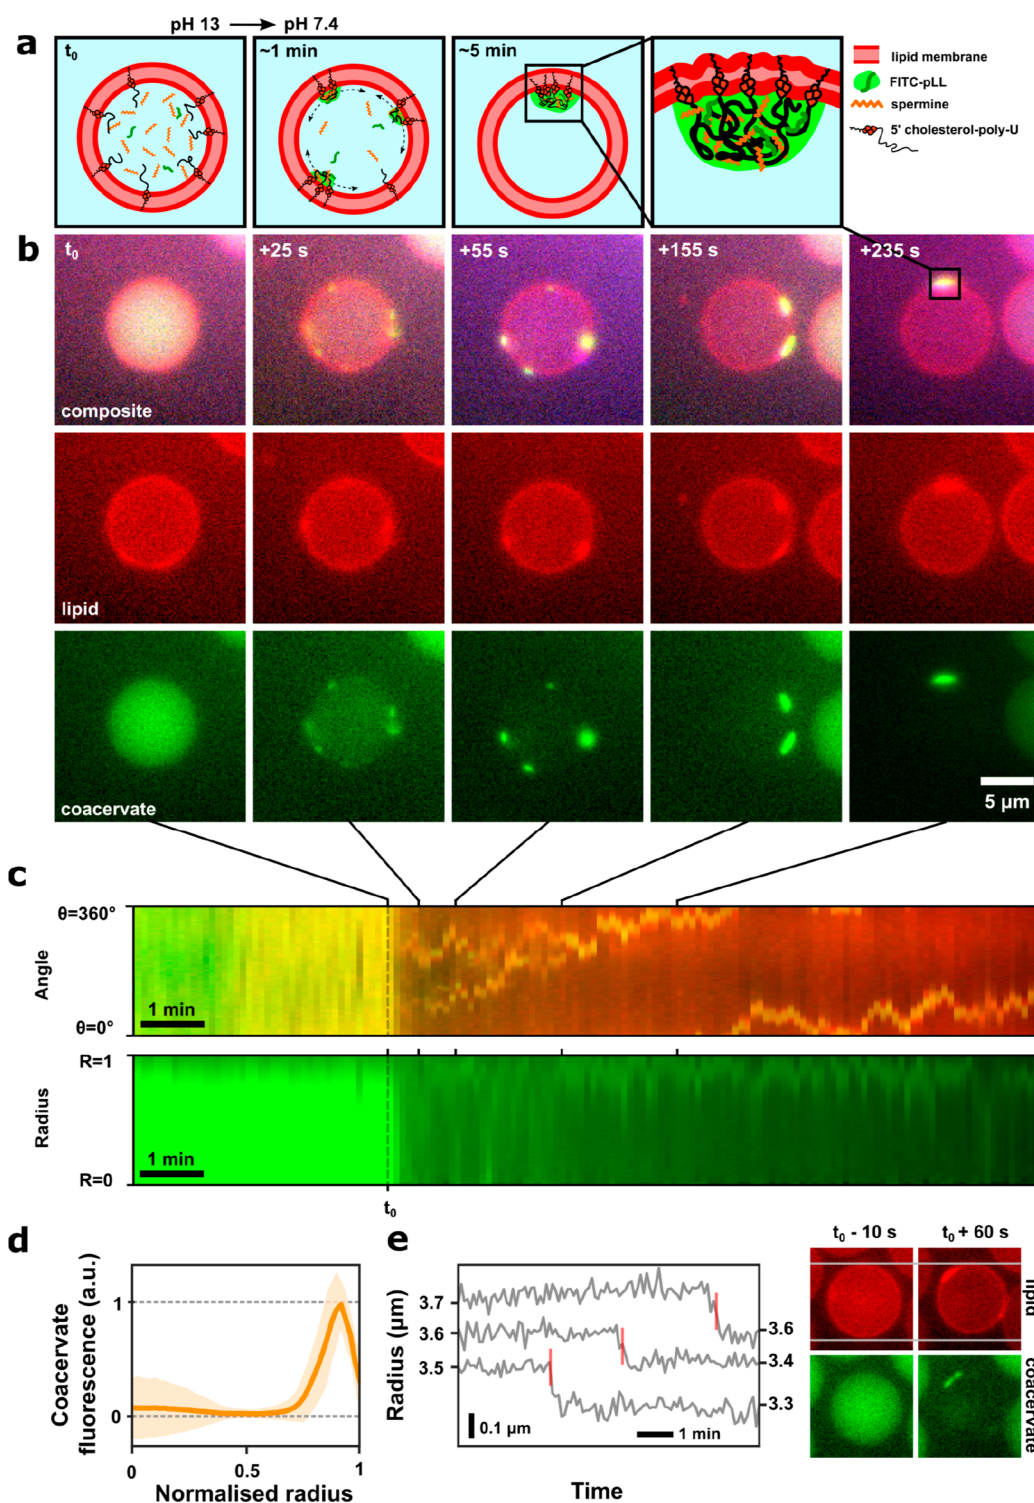 pH 13 → pH 7.4
a
t₀
~1 min
~5 min
lipid membrane
FITC-pLL
spermine
5' cholesterol-poly-U
b
t₀
+25 s
+55 s
+155 s
+235 s
composite
lipid
coacervate
5 µm
c
θ=360°
Angle
1 min
θ=0°
R=1
Radius
1 min
R=0
t₀
d
Coacervate
fluorescence (a.u.)
1
0
0
0.5
1
Normalised radius
e
Radius (µm)
3.7
3.6
3.5
3.6
3.4
3.3
0.1 µm
1 min
Time
t₀ - 10 s
t₀ + 60 s
lipid
coacervate